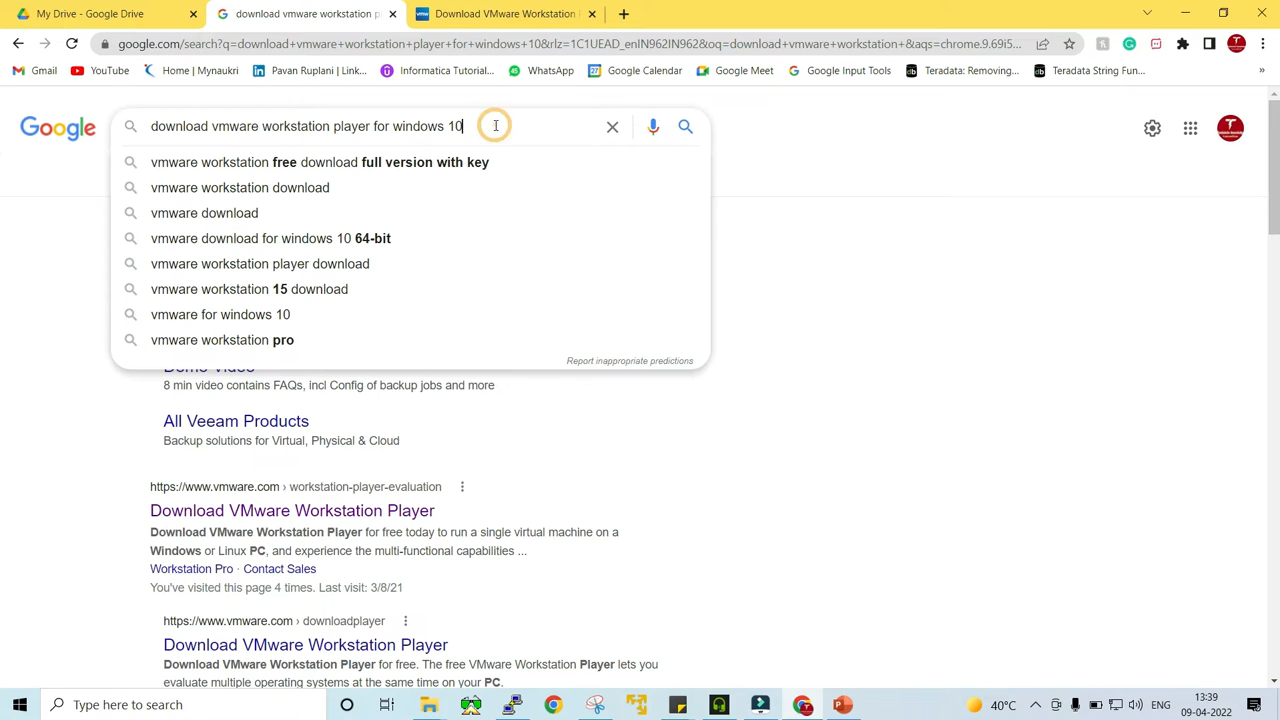 My Drive - Google Drive
download vmware workstation pl
Download VMware Workstation P
google.com/search?q=download+vmware+workstation+player+for+windows+10&rlz=1C1UEAD_enIN962IN962&oq=download+vmware+workstation+&aqs=chrome.9.69i5...
Gmail
YouTube
Home | Mynaukri
Pavan Ruplani | Link...
Informatica Tutorial...
WhatsApp
Google Calendar
Google Meet
Google Input Tools
Teradata: Removing...
Teradata String Fun...
»
Google
download vmware workstation player for windows 10
vmware workstation free download full version with key
vmware workstation download
vmware download
vmware download for windows 10 64-bit
vmware workstation player download
vmware workstation 15 download
vmware for windows 10
vmware workstation pro
Report inappropriate predictions
Demo Video
8 min video contains FAQs, incl Config of backup jobs and more
All Veeam Products
Backup solutions for Virtual, Physical & Cloud
https://www.vmware.com › workstation-player-evaluation
Download VMware Workstation Player
Download VMware Workstation Player for free today to run a single virtual machine on a
Windows or Linux PC, and experience the multi-functional capabilities ...
Workstation Pro · Contact Sales
You've visited this page 4 times. Last visit: 3/8/21
https://www.vmware.com › downloadplayer
Download VMware Workstation Player
Download VMware Workstation Player for free. The free VMware Workstation Player lets you
evaluate multiple operating systems at the same time on your PC.
Type here to search
40°C
ENG
13:39
09-04-2022